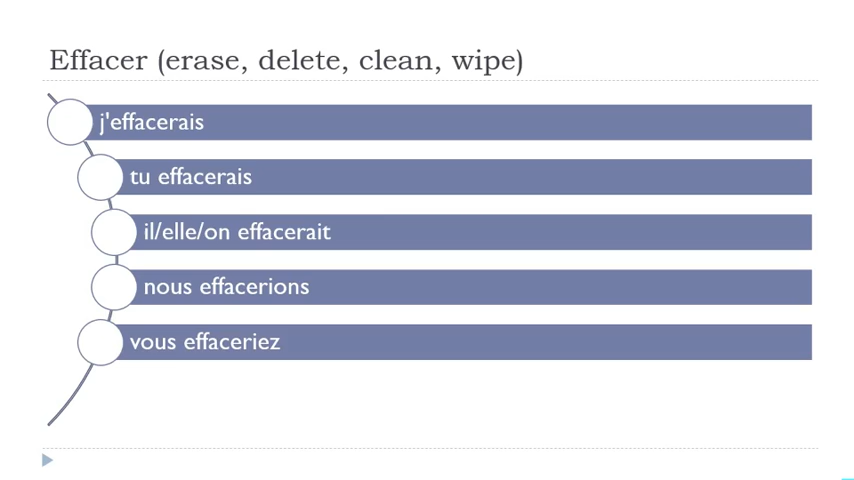 Effacer (erase, delete, clean, wipe)
j'effacerais
tu effacerais
il/elle/on effacerait
nous effacerions
vous effaceriez